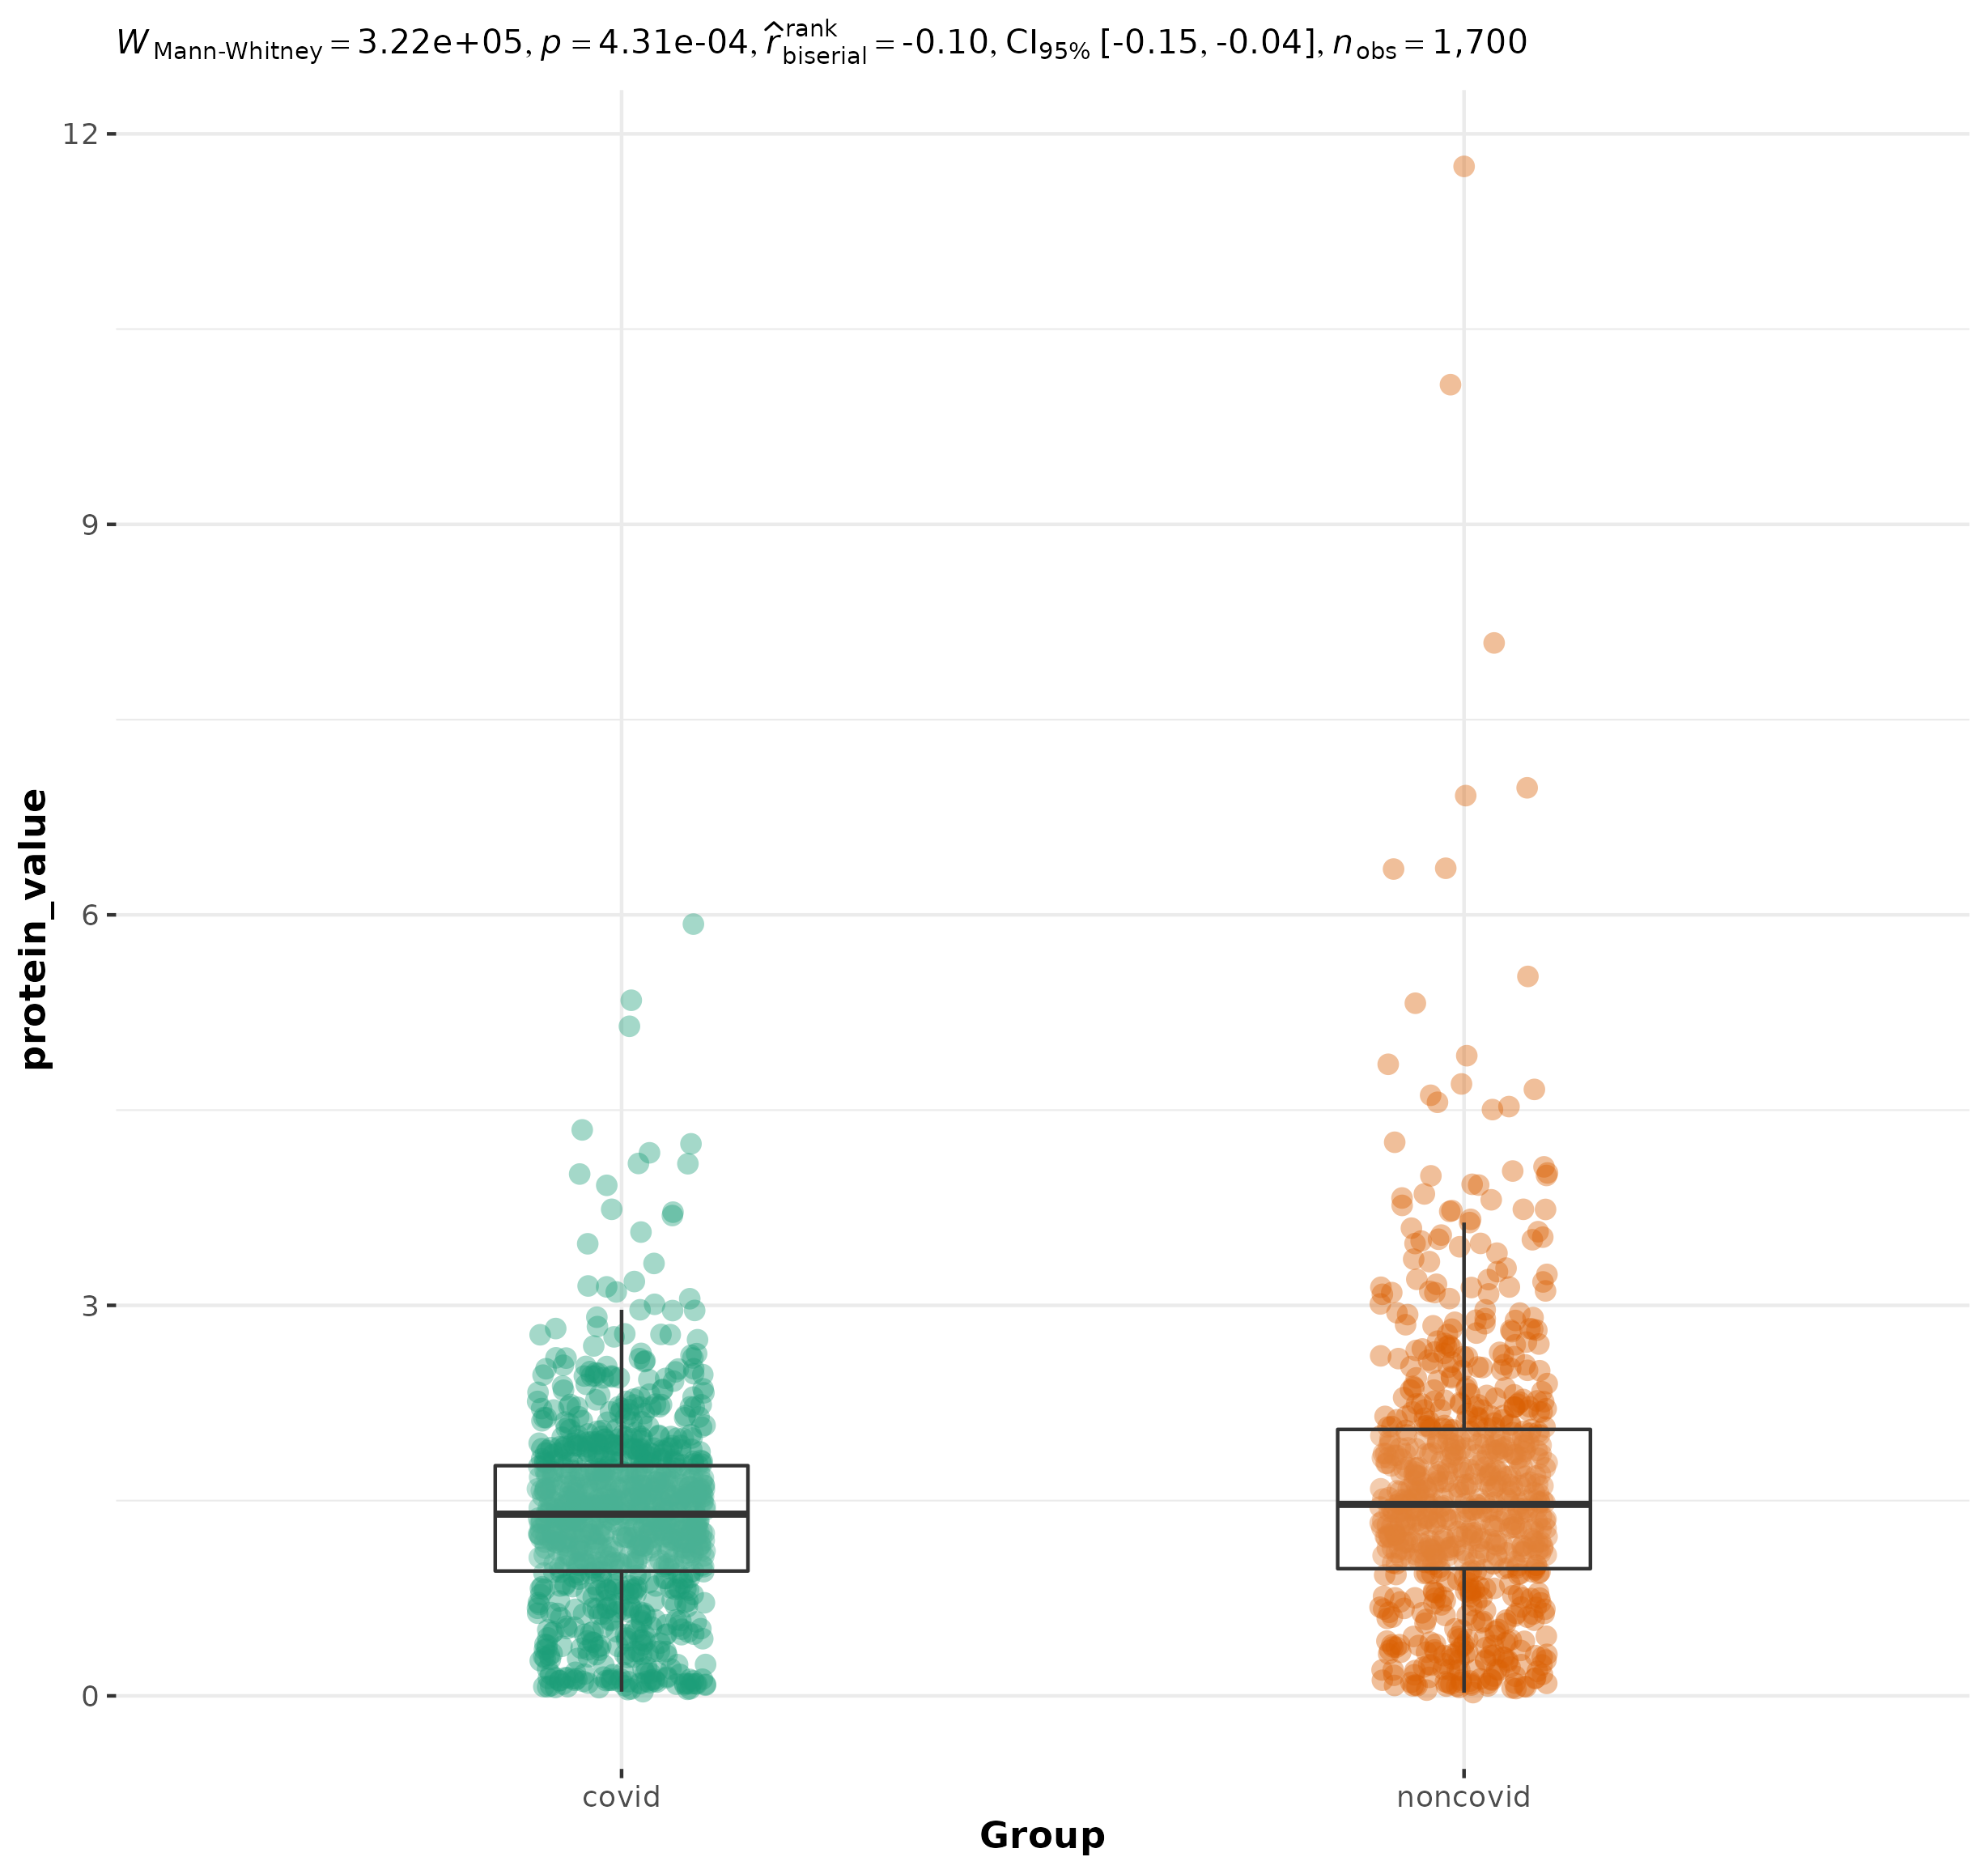 W Mann-Whitney = 3.22e+05, p = 4.31e-04, r̂ rank biserial = -0.10, CI95% [-0.15, -0.04], n obs = 1,700
12
9
6
3
0
protein_value
covid noncovid
Group